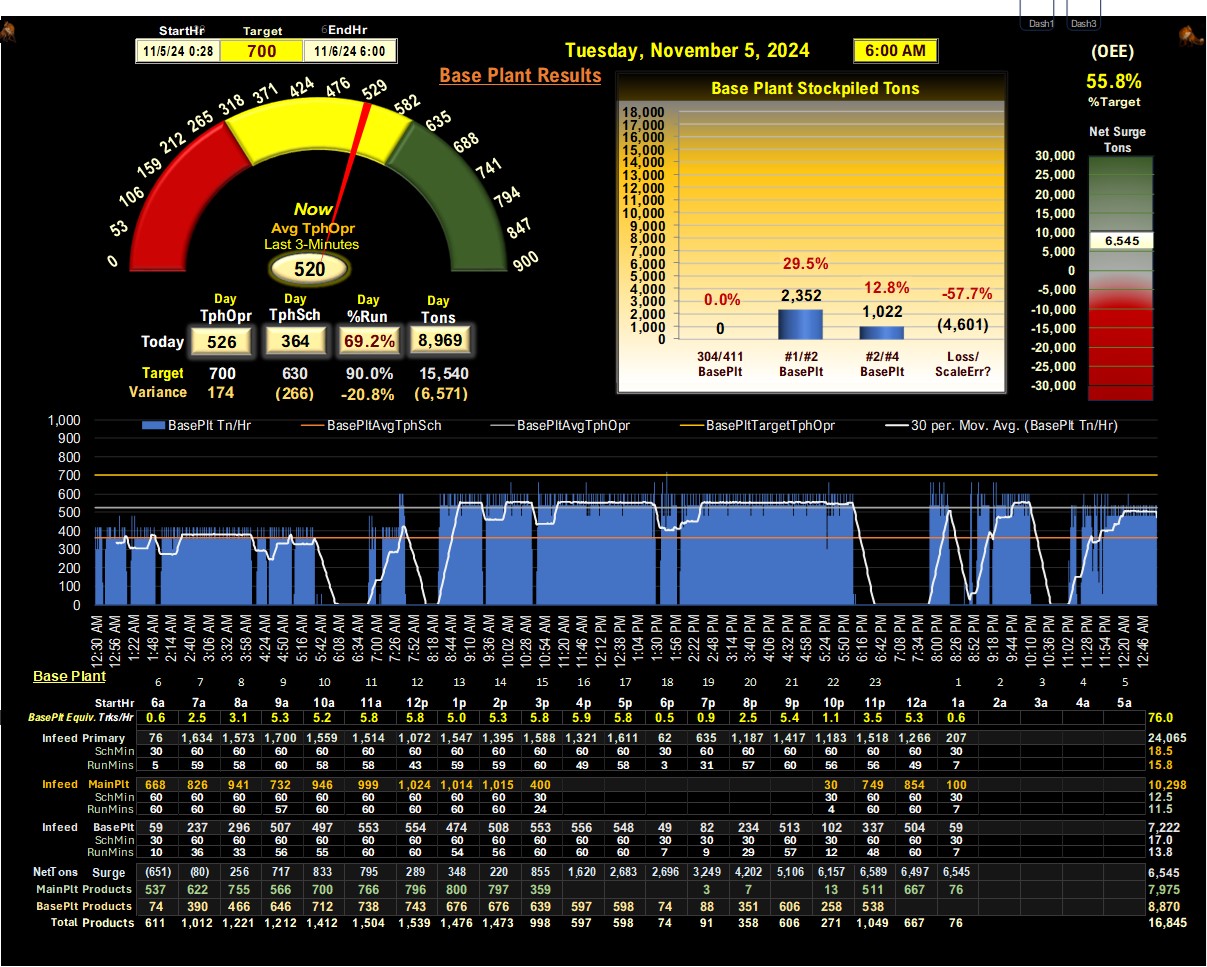 Dash1 Dash3
StartHr Target EndHr
11/5/24 0:28 700 11/6/24 6:00
Tuesday, November 5, 2024 6:00 AM
(OEE)
55.8%
%Target
Base Plant Results
0 53 106 159 212 265 318 371 424 476 529 582 635 688 741 794 847 900
Now
Avg TphOpr
Last 3-Minutes
520
Day Day Day Day
TphOpr TphSch %Run Tons
Today 526 364 69.2% 8,969
Target 700 630 90.0% 15,540
Variance 174 (266) -20.8% (6,571)
Base Plant Stockpiled Tons
18,000
17,000
16,000
15,000
14,000
13,000
12,000
11,000
10,000
9,000
8,000
7,000
6,000
5,000
4,000
3,000
2,000
1,000
0
0.0% 29.5% 12.8% -57.7%
0 2,352 1,022 (4,601)
304/411 #1/#2 #2/#4 Loss/
BasePlt BasePlt BasePlt ScaleErr?
Net Surge
Tons
30,000
25,000
20,000
15,000
10,000
5,000
0
-5,000
-10,000
-15,000
-20,000
-25,000
-30,000
6,545
BasePlt Tn/Hr BasePltAvgTphSch BasePltAvgTphOpr BasePltTargetTphOpr 30 per. Mov. Avg. (BasePlt Tn/Hr)
1,000
900
800
700
600
500
400
300
200
100
0
12:30 AM 12:56 AM 1:22 AM 1:48 AM 2:14 AM 2:40 AM 3:06 AM 3:32 AM 3:58 AM 4:24 AM 4:50 AM 5:16 AM 5:42 AM 6:08 AM 6:34 AM 7:00 AM 7:26 AM 7:52 AM 8:18 AM 8:44 AM 9:10 AM 9:36 AM 10:02 AM 10:28 AM 10:54 AM 11:20 AM 11:46 AM 12:12 PM 12:38 PM 1:04 PM 1:30 PM 1:56 PM 2:22 PM 2:48 PM 3:14 PM 3:40 PM 4:06 PM 4:32 PM 4:58 PM 5:24 PM 5:50 PM 6:16 PM 6:42 PM 7:08 PM 7:34 PM 8:00 PM 8:26 PM 8:52 PM 9:18 PM 9:44 PM 10:10 PM 10:36 PM 11:02 PM 11:28 PM 11:54 PM 12:20 AM 12:46 AM
Base Plant
6 7 8 9 10 11 12 13 14 15 16 17 18 19 20 21 22 23 1 2 3 4 5
StartHr 6a 7a 8a 9a 10a 11a 12p 1p 2p 3p 4p 5p 6p 7p 8p 9p 10p 11p 12a 1a 2a 3a 4a 5a
BasePlt Equiv. Trks/Hr 0.6 2.5 3.1 5.3 5.2 5.8 5.8 5.0 5.3 5.8 5.9 5.8 0.5 0.9 2.5 5.4 1.1 3.5 5.3 0.6 76.0
Infeed Primary 76 1,634 1,573 1,700 1,559 1,514 1,072 1,547 1,395 1,588 1,321 1,611 62 635 1,187 1,417 1,183 1,518 1,266 207 24,065
SchMin 30 60 60 60 60 60 60 60 60 60 60 60 30 60 60 60 60 60 60 30 18.5
RunMins 5 59 58 60 58 58 43 59 59 60 49 58 3 31 57 60 56 56 49 7 15.8
Infeed MainPlt 668 826 941 732 946 999 1,024 1,014 1,015 400 30 749 854 100 10,298
SchMin 60 60 60 60 60 60 60 60 60 30 30 60 60 30 12.5
RunMins 60 60 60 57 60 60 60 60 60 24 4 60 60 7 11.5
Infeed BasePlt 59 237 296 507 497 553 554 474 508 553 556 548 49 82 234 513 102 337 504 59 7,222
SchMin 30 60 60 60 60 60 60 60 60 60 60 60 30 30 30 60 30 60 60 30 17.0
RunMins 10 36 33 56 55 60 60 54 56 60 60 60 7 9 29 57 12 48 60 7 13.8
NetTons Surge (651) (80) 256 717 833 795 289 348 220 855 1,620 2,683 2,696 3,249 4,202 5,106 6,157 6,589 6,497 6,545 6,545
MainPlt Products 537 622 755 566 700 766 796 800 797 359 3 7 13 511 667 76 7,975
BasePlt Products 74 390 466 646 712 738 743 676 676 639 597 598 74 88 351 606 258 538 8,870
Total Products 611 1,012 1,221 1,212 1,412 1,504 1,539 1,476 1,473 998 597 598 74 91 358 606 271 1,049 667 76 16,845